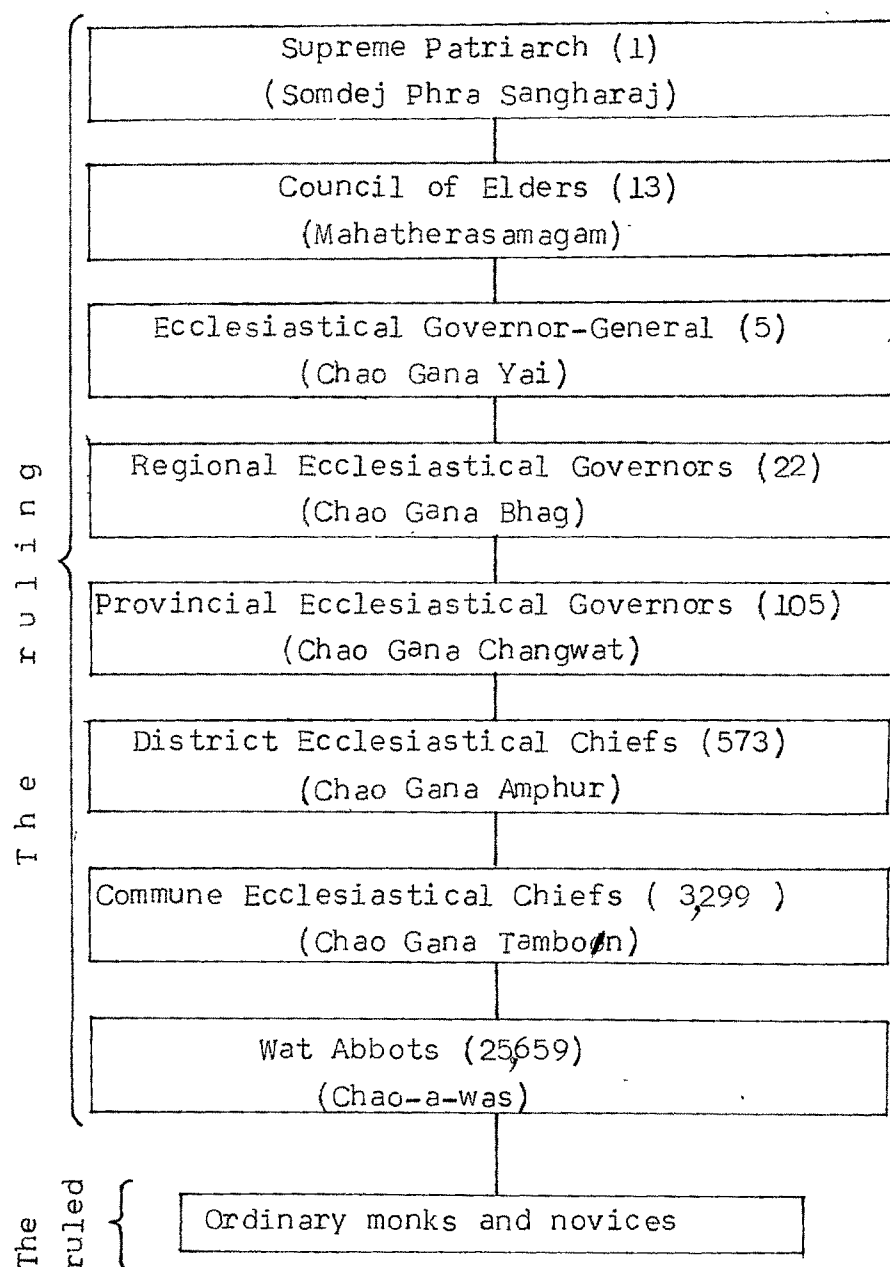 Supreme Patriarch (1)
(Somdej Phra Sangharaj)
Council of Elders (13)
(Mahatherasamagam)
Ecclesiastical Governor-General (5)
(Chao Gana Yai)
Regional Ecclesiastical Governors (22)
(Chao Gana Bhag)
Provincial Ecclesiastical Governors (105)
(Chao Gana Changwat)
District Ecclesiastical Chiefs (573)
(Chao Gana Amphur)
Commune Ecclesiastical Chiefs ( 3,299 )
(Chao Gana Tambon)
Wat Abbots (25,659)
(Chao-a-was)
The ruling
Ordinary monks and novices
The
ruled